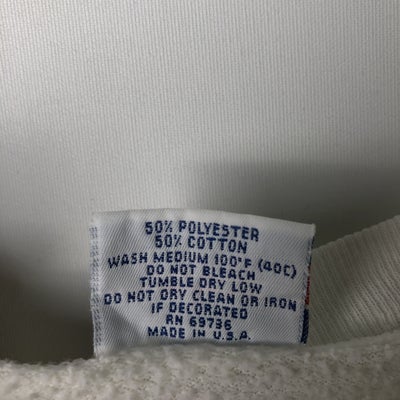 50% POLYESTER
50% COTTON
WASH MEDIUM 100°F (40C)
DO NOT BLEACH
TUMBLE DRY LOW
DO NOT DRY CLEAN OR IRON
IF DECORATED
RN 69736
MADE IN U.S.A.